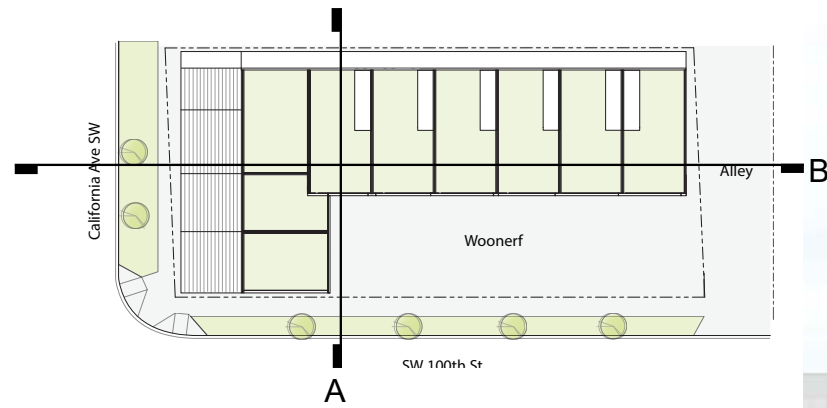 California Ave SW
Alley
B
Woonerf
SW 100th St
A